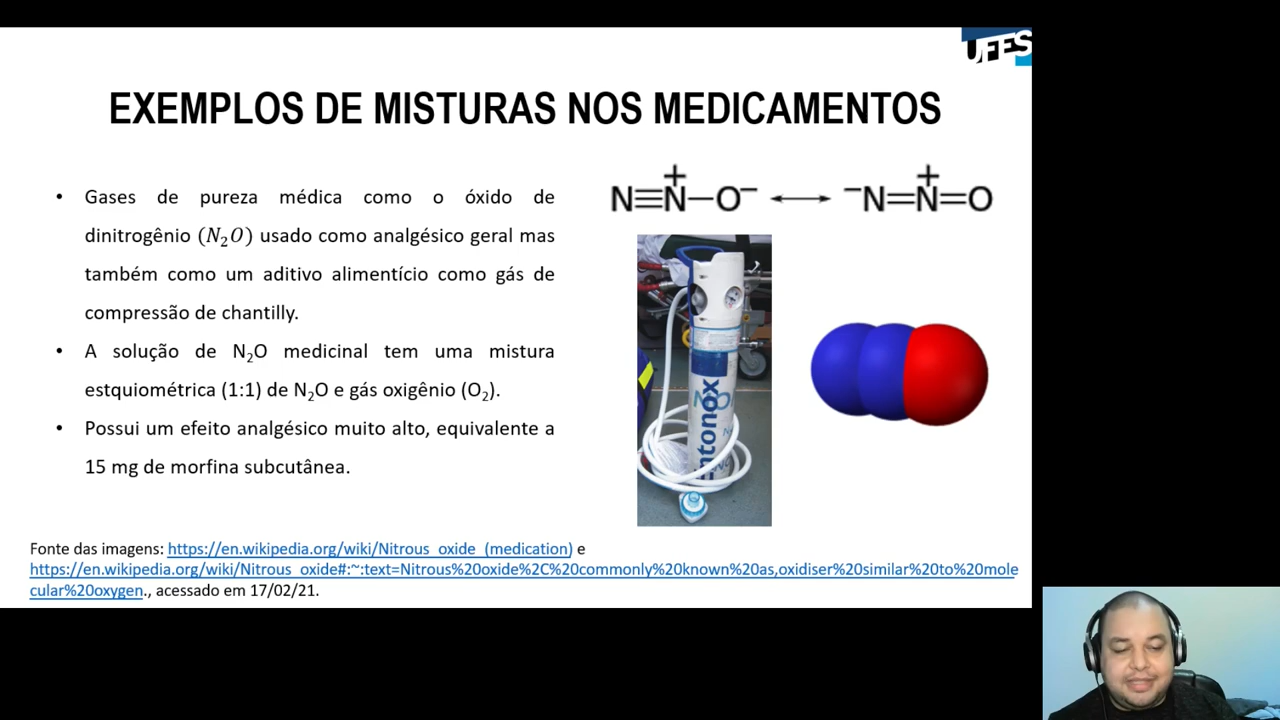 UFES
EXEMPLOS DE MISTURAS NOS MEDICAMENTOS
• Gases de pureza médica como o óxido de
dinitrogênio (N₂O) usado como analgésico geral mas
também como um aditivo alimentício como gás de
compressão de chantilly.
• A solução de N₂O medicinal tem uma mistura
estquiométrica (1:1) de N₂O e gás oxigênio (O₂).
• Possui um efeito analgésico muito alto, equivalente a
15 mg de morfina subcutânea.
N≡N⁺—O⁻ ↔ ⁻N=N⁺=O
ntonox
Fonte das imagens: https://en.wikipedia.org/wiki/Nitrous_oxide_(medication) e
https://en.wikipedia.org/wiki/Nitrous_oxide#:~:text=Nitrous%20oxide%2C%20commonly%20known%20as,oxidiser%20similar%20to%20mole
cular%20oxygen., acessado em 17/02/21.